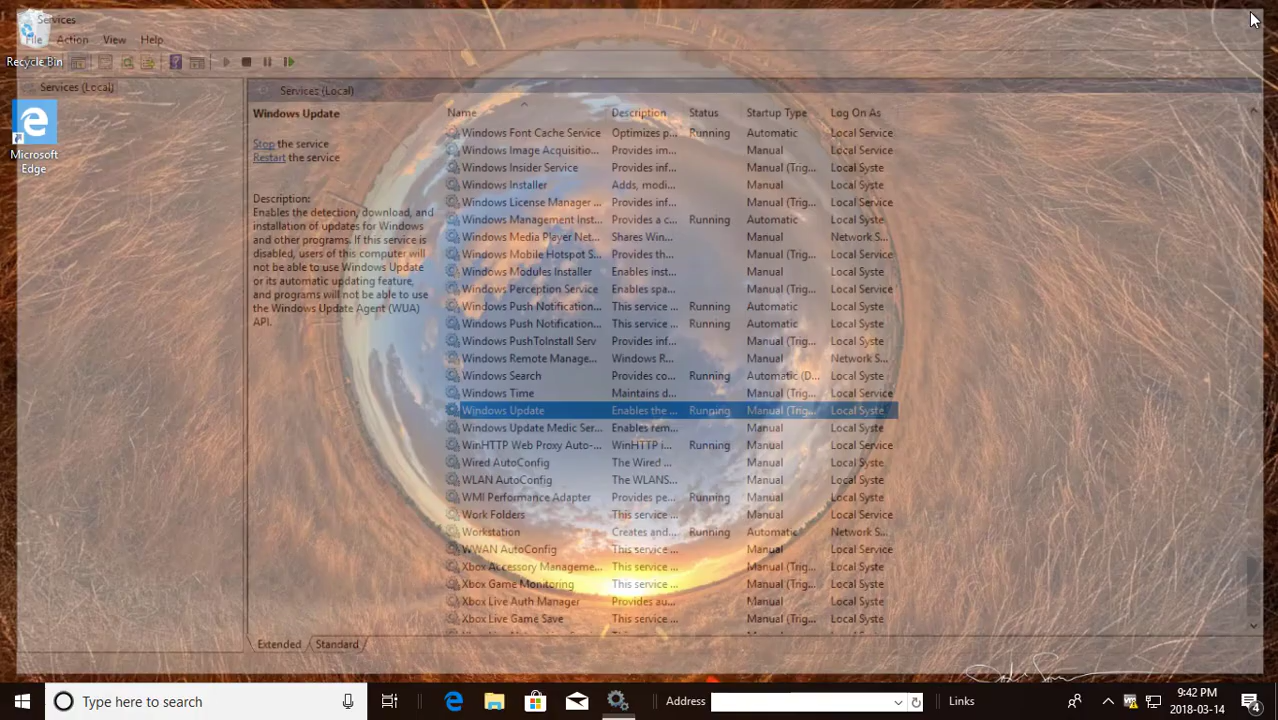 Services
File Action View Help
Recycle Bin
Services (Local)
Services (Local)
Microsoft
Edge
Windows Update
Stop the service
Restart the service
Description:
Enables the detection, download, and
installation of updates for Windows
and other programs. If this service is
disabled, users of this computer will
not be able to use Windows Update
or its automatic updating feature,
and programs will not be able to use
the Windows Update Agent (WUA)
API.
Name Description Status Startup Type Log On As
Windows Font Cache Service Optimizes p... Running Automatic Local Service
Windows Image Acquisitio... Provides im... Manual Local Service
Windows Insider Service Provides inf... Manual (Trig... Local Syste
Windows Installer Adds, modi... Manual Local Syste
Windows License Manager ... Provides inf... Manual (Trig... Local Service
Windows Management Inst... Provides a c... Running Automatic Local Syste
Windows Media Player Net... Shares Win... Manual Network S...
Windows Mobile Hotspot S... Provides th... Manual (Trig... Local Service
Windows Modules Installer Enables inst... Manual Local Syste
Windows Perception Service Enables spa... Manual (Trig... Local Service
Windows Push Notification... This service ... Running Automatic Local Syste
Windows Push Notification... This service ... Running Automatic Local Syste
Windows PushToInstall Serv Provides inf... Manual (Trig... Local Syste
Windows Remote Manage... Windows R... Manual Network S...
Windows Search Provides co... Running Automatic (D... Local Syste
Windows Time Maintains d... Manual (Trig... Local Service
Windows Update Enables the ... Running Manual (Trig... Local Syste
Windows Update Medic Ser... Enables rem... Manual Local Syste
WinHTTP Web Proxy Auto-... WinHTTP i... Running Manual Local Service
Wired AutoConfig The Wired ... Manual Local Syste
WLAN AutoConfig The WLANS... Manual Local Syste
WMI Performance Adapter Provides pe... Running Manual Local Syste
Work Folders This service ... Manual Local Service
Workstation Creates and... Running Automatic Network S...
WWAN AutoConfig This service ... Manual Local Service
Xbox Accessory Manageme... This service ... Manual (Trig... Local Syste
Xbox Game Monitoring This service ... Manual (Trig... Local Syste
Xbox Live Auth Manager Provides au... Manual Local Syste
Xbox Live Game Save This service ... Manual (Trig... Local Syste
Extended Standard
Type here to search
Address
Links
9:42 PM
2018-03-14
4